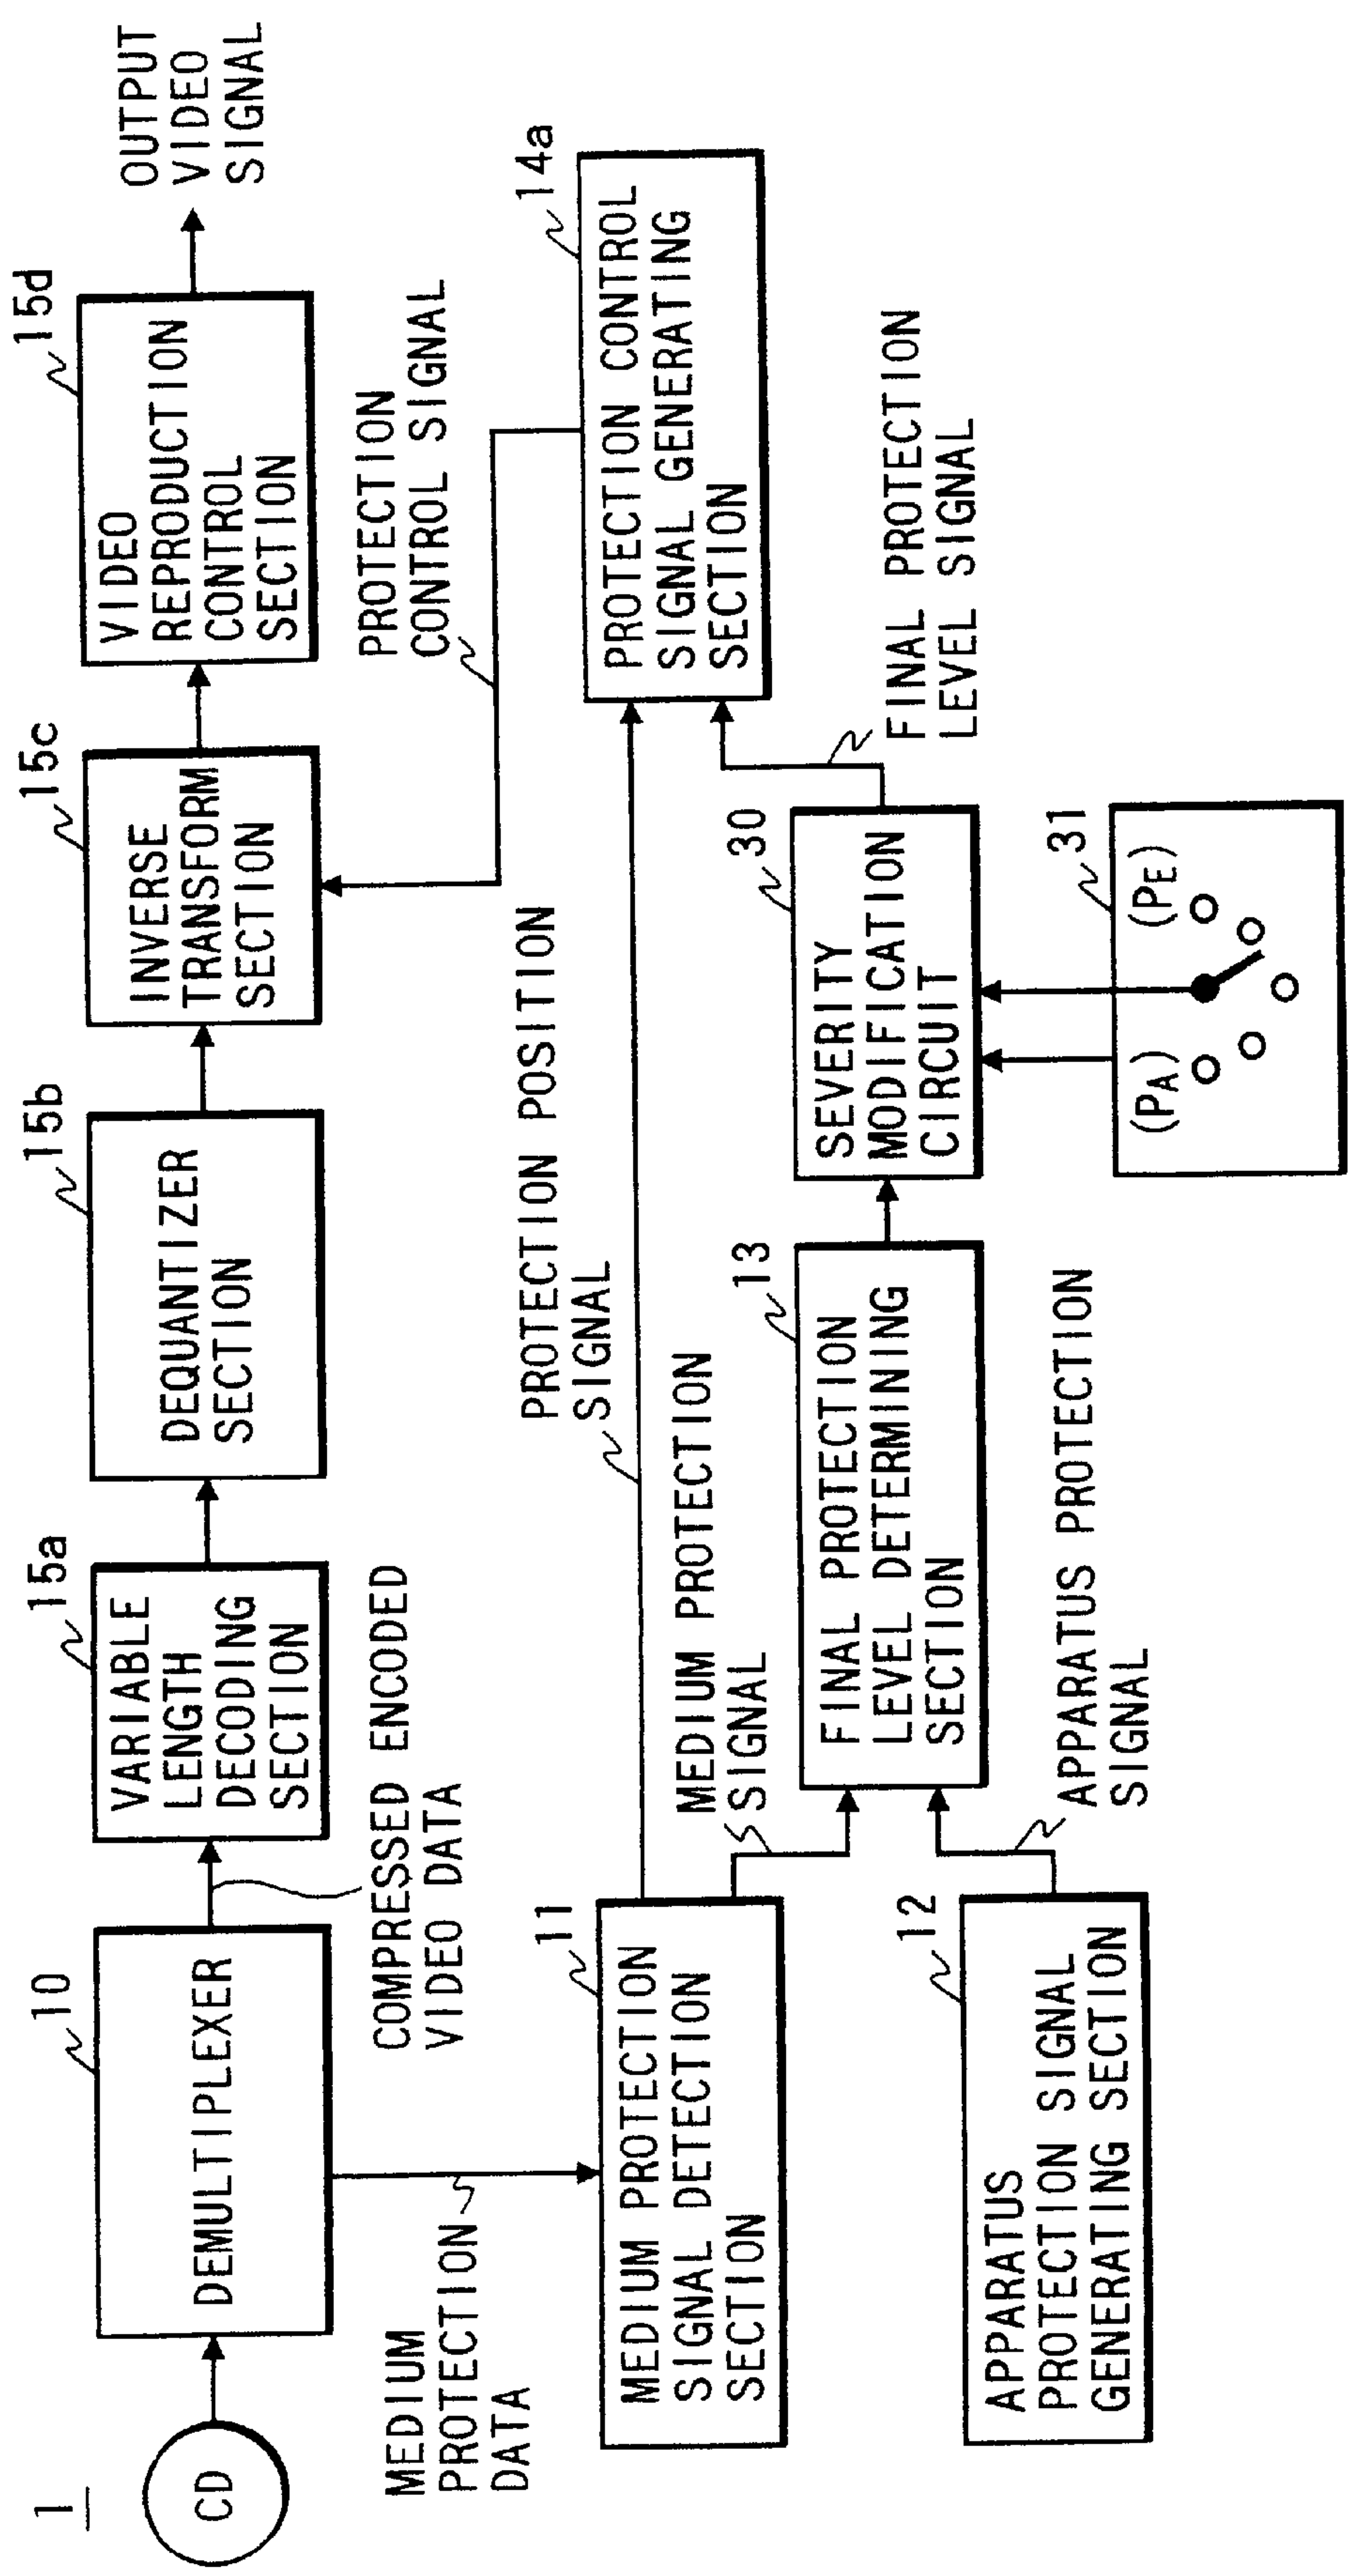 1
CD
10
DEMULTIPLEXER
COMPRESSED ENCODED
VIDEO DATA
15a
VARIABLE
LENGTH
DECODING
SECTION
15b
DEQUANTIZER
SECTION
15c
INVERSE
TRANSFORM
SECTION
15d
VIDEO
REPRODUCTION
CONTROL
SECTION
OUTPUT
VIDEO
SIGNAL
MEDIUM
PROTECTION
DATA
PROTECTION
CONTROL SIGNAL
11
MEDIUM PROTECTION
SIGNAL DETECTION
SECTION
PROTECTION POSITION
SIGNAL
14a
PROTECTION CONTROL
SIGNAL GENERATING
SECTION
MEDIUM PROTECTION
SIGNAL
13
FINAL PROTECTION
LEVEL DETERMINING
SECTION
30
SEVERITY
MODIFICATION
CIRCUIT
FINAL PROTECTION
LEVEL SIGNAL
12
APPARATUS
PROTECTION SIGNAL
GENERATING SECTION
APPARATUS PROTECTION
SIGNAL
31
(PA) (PE)